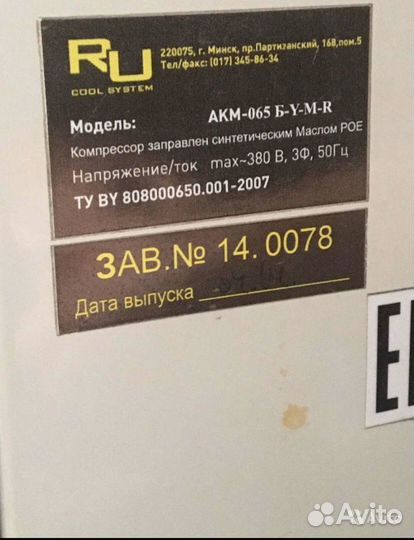 RU
COOL SYSTEM
220075, г. Минск, пр.Партизанский, 168,пом.5
Тел/факс: (017) 345-86-34
Модель: АКМ-065 Б-Y-M-R
Компрессор заправлен синтетическим Маслом POE
Напряжение/ток max~380 В, 3Ф, 50Гц
ТУ BY 808000650.001-2007
ЗАВ.№ 14.0078
Дата выпуска
Avito